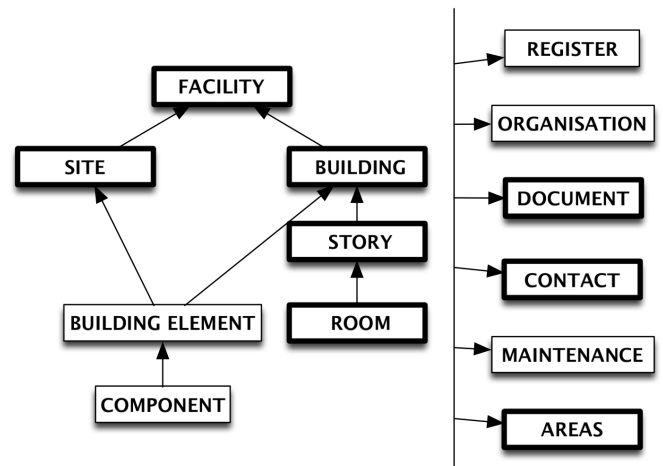 FACILITY
SITE
BUILDING
STORY
BUILDING ELEMENT
ROOM
COMPONENT
REGISTER
ORGANISATION
DOCUMENT
CONTACT
MAINTENANCE
AREAS